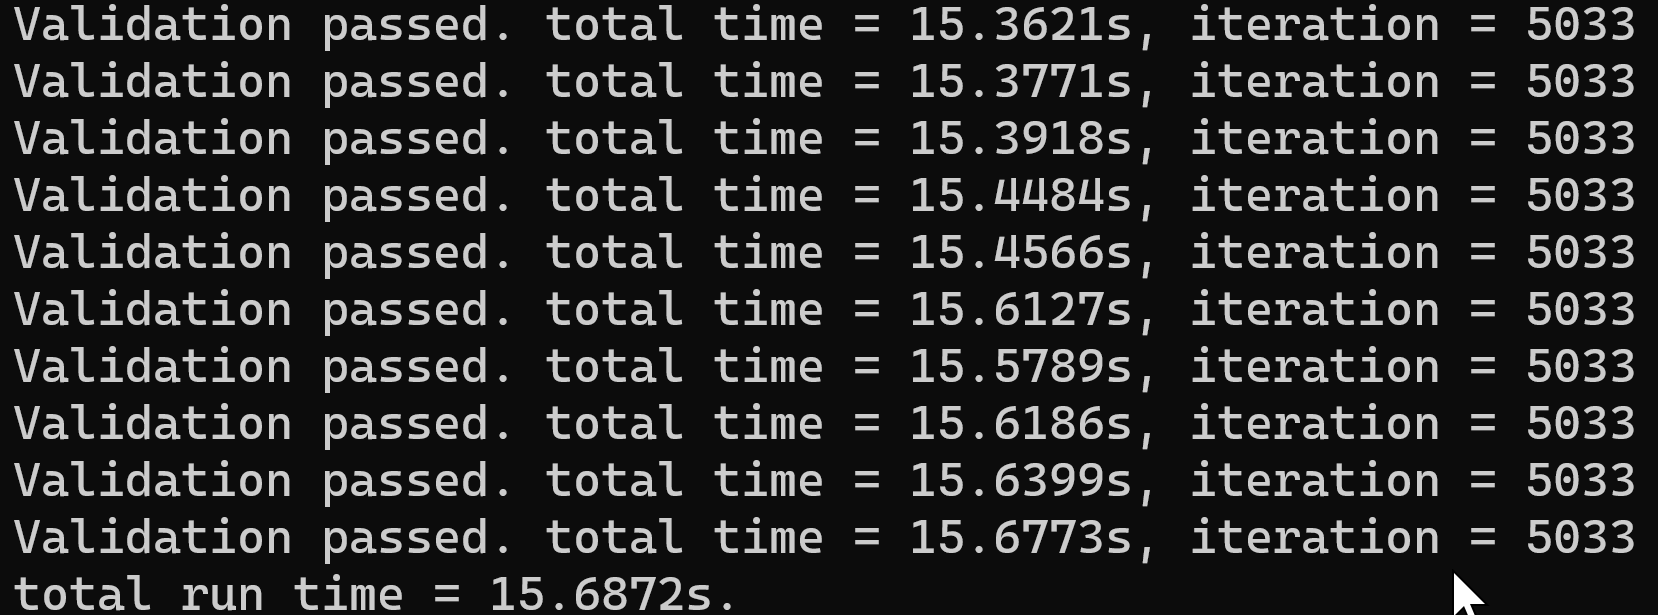 Validation passed. total time = 15.3621s, iteration = 5033
Validation passed. total time = 15.3771s, iteration = 5033
Validation passed. total time = 15.3918s, iteration = 5033
Validation passed. total time = 15.4484s, iteration = 5033
Validation passed. total time = 15.4566s, iteration = 5033
Validation passed. total time = 15.6127s, iteration = 5033
Validation passed. total time = 15.5789s, iteration = 5033
Validation passed. total time = 15.6186s, iteration = 5033
Validation passed. total time = 15.6399s, iteration = 5033
Validation passed. total time = 15.6773s, iteration = 5033
total run time = 15.6872s.